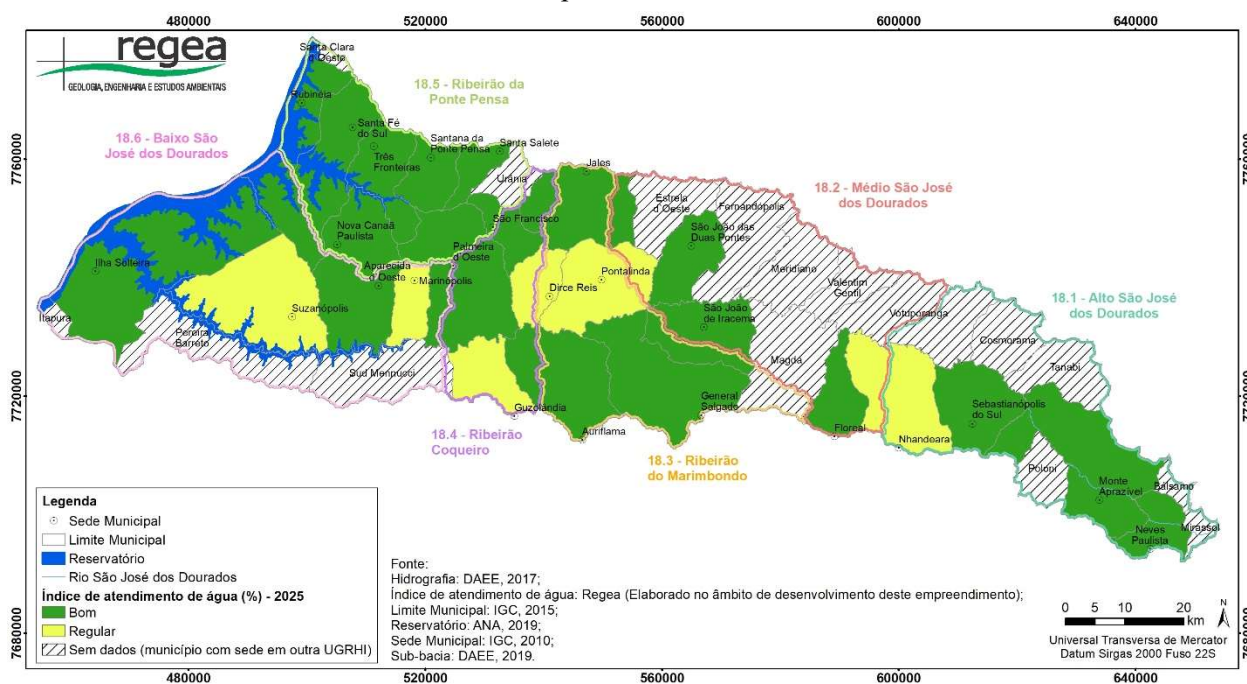 480000
520000
560000
600000
640000
regea
GEOLOGIA, ENGENHARIA E ESTUDOS AMBIENTAIS
Santa Clara
d'Oeste
18.5 - Ribeirão da
Ponte Pensa
Rubinéia
Santa Fé
do Sul
Três
Fronteiras
Santana da
Ponte Pensa
Santa Salete
Urânia
18.6 - Baixo São
José dos Dourados
7760000
7760000
Jales
18.2 - Médio São José
dos Dourados
Estrela
d'Oeste
Fernandópolis
São João das
Duas Pontes
São Francisco
Nova Canaã
Paulista
Palmeira
d'Oeste
Ilha Solteira
Aparecida
d'Oeste
Marinópolis
Pontalinda
Dirce Reis
Meridiano
Valentim
Gentil
18.1 - Alto São José
dos Dourados
Suzanópolis
São João
de Iracema
Votuporanga
Itapura
Pereira
Barreto
Cosmorama
Magda
Tanabi
Sud Mennucci
7720000
7720000
General
Salgado
Sebastianópolis
do Sul
Guzolândia
Auriflama
Floreal
Nhandeara
18.4 - Ribeirão
Coqueiro
18.3 - Ribeirão
do Marimbondo
Poloni
Monte
Aprazível
Bálsamo
Mirassol
Neves
Paulista
Legenda
Sede Municipal
Limite Municipal
Reservatório
Rio São José dos Dourados
Índice de atendimento de água (%) - 2025
Bom
Regular
Sem dados (município com sede em outra UGRHI)
Fonte:
Hidrografia: DAEE, 2017;
Índice de atendimento de água: Regea (Elaborado no âmbito de desenvolvimento deste empreendimento);
Limite Municipal: IGC, 2015;
Reservatório: ANA, 2019;
Sede Municipal: IGC, 2010;
Sub-bacia: DAEE, 2019.
0 5 10 20
km
N
Universal Transversa de Mercator
Datum Sirgas 2000 Fuso 22S
7680000
7680000
480000
520000
560000
600000
640000